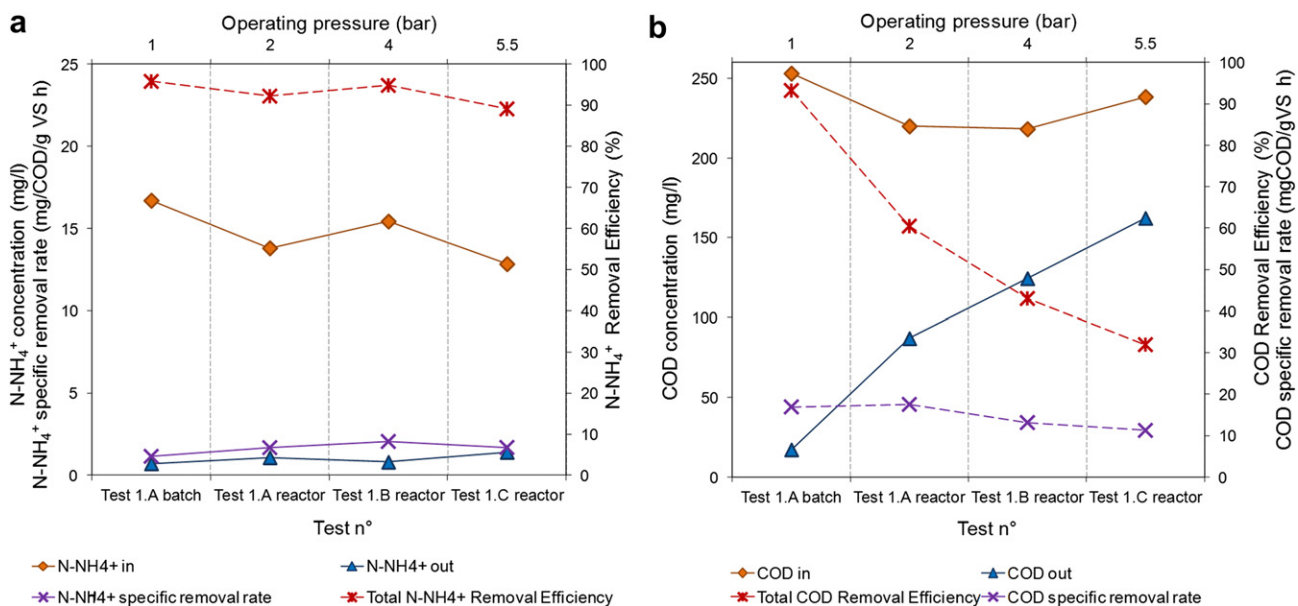 a
Operating pressure (bar)
1 2 4 5.5
N-NH₄⁺ concentration (mg/l)
N-NH₄⁺ specific removal rate (mg/COD/g VS h)
25
20
15
10
5
0
100
90
80
70
60
50
40
30
20
10
0
N-NH₄⁺ Removal Efficiency (%)
Test 1.A batch Test 1.A reactor Test 1.B reactor Test 1.C reactor
Test n°
N-NH4+ in N-NH4+ out
N-NH4+ specific removal rate Total N-NH4+ Removal Efficiency
b
Operating pressure (bar)
1 2 4 5.5
COD concentration (mg/l)
250
200
150
100
50
0
100
90
80
70
60
50
40
30
20
10
0
COD Removal Efficiency (%)
COD specific removal rate (mgCOD/gVS h)
Test 1.A batch Test 1.A reactor Test 1.B reactor Test 1.C reactor
Test n°
COD in COD out
Total COD Removal Efficiency COD specific removal rate